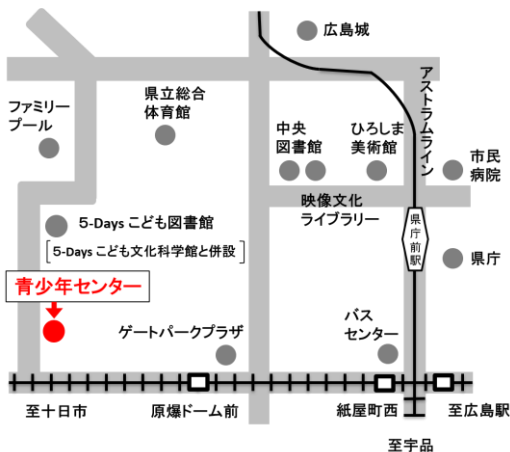 広島城
アストラムライン
県立総合
体育館
ファミリー
プール
中央
図書館
ひろしま
美術館
市民
病院
映像文化
ライブラリー
5-Days こども図書館
[5-Days こども文化科学館と併設]
県庁前駅
県庁
青少年センター
ゲートパークプラザ
バス
センター
至十日市
原爆ドーム前
紙屋町西
至広島駅
至宇品